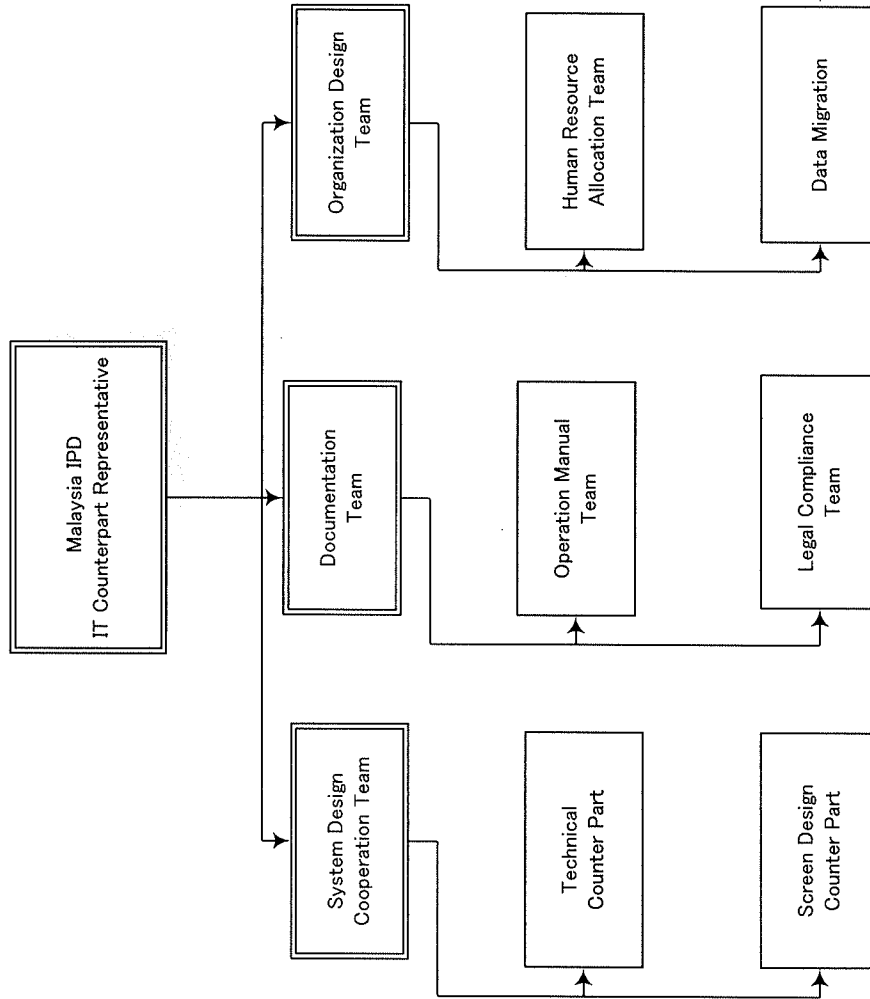 Malaysia IPD
IT Counterpart Representative
System Design
Cooperation Team
Documentation
Team
Organization Design
Team
Technical
Counter Part
Operation Manual
Team
Human Resource
Allocation Team
Screen Design
Counter Part
Legal Compliance
Team
Data Migration